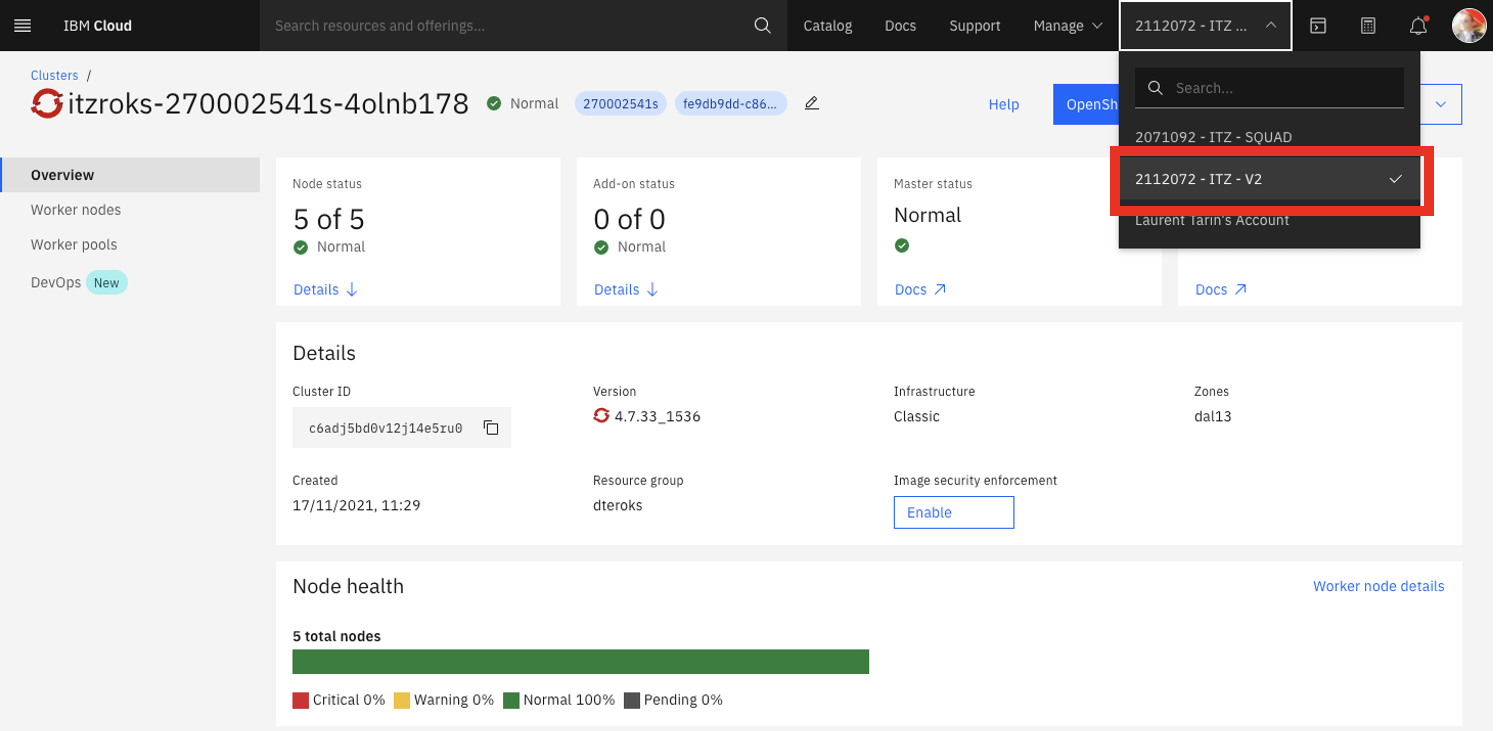 IBM Cloud
Search resources and offerings...
Catalog
Docs
Support
Manage
2112072 - ITZ ...
Search...
2071092 - ITZ - SQUAD
2112072 - ITZ - V2
Laurent Tarin's Account
Clusters /
itzroks-270002541s-4olnb178
Normal
270002541s
fe9db9dd-c86...
Help
OpenSh
Overview
Worker nodes
Worker pools
DevOps New
Node status
5 of 5
Normal
Details
Add-on status
0 of 0
Normal
Details
Master status
Normal
Docs
Docs
Details
Cluster ID
c6adj5bd0v12j14e5ru0
Version
4.7.33_1536
Infrastructure
Classic
Zones
dal13
Created
17/11/2021, 11:29
Resource group
dteroks
Image security enforcement
Enable
Node health
Worker node details
5 total nodes
Critical 0% Warning 0% Normal 100% Pending 0%